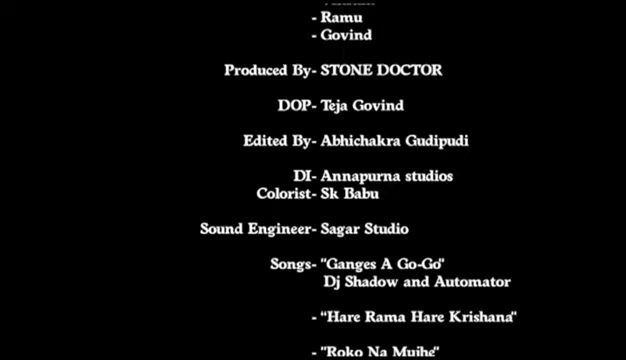 - Ramu
- Govind
Produced By- STONE DOCTOR
DOP- Teja Govind
Edited By- Abhichakra Gudipudi
DI- Annapurna studios
Colorist- Sk Babu
Sound Engineer- Sagar Studio
Songs- "Ganges A Go-Go"
Dj Shadow and Automator
- "Hare Rama Hare Krishana"
- "Roko Na Mujhe"